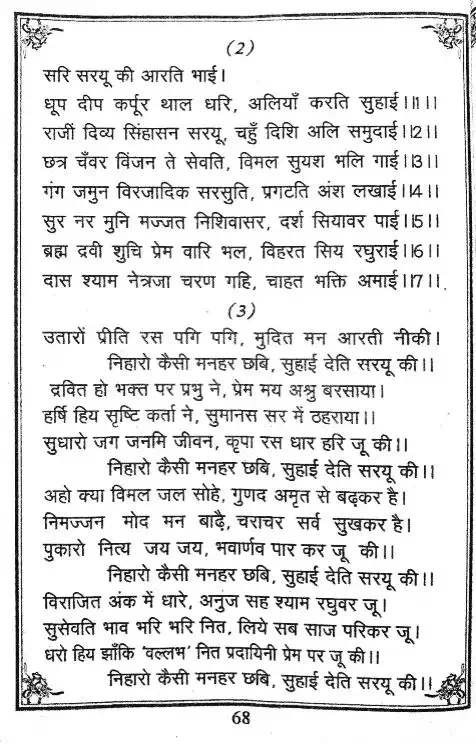 (2)
सरि सरयू की आरति भाई।
धूप दीप कर्पूर थाल धरि, अलियाँ करति सुहाई।।1।।
राजीं दिव्य सिंहासन सरयू, चहुँ दिशि अलि समुदाई।।2।।
छत्र चँवर विंजन ते सेवति, विमल सुयश भलि गाई।।3।।
गंग जमुन विरजादिक सरसुति, प्रगटति अंश लखाई।।4।।
सुर नर मुनि मज्जत निशिवासर, दर्श सियावर पाई।।5।।
ब्रह्म द्रवी शुचि प्रेम वारि भल, विहरत सिय रघुराई।।6।।
दास श्याम नेत्रजा चरण गहि, चाहत भक्ति अमाई।।7।।
(3)
उतारों प्रीति रस पगि पगि, मुदित मन आरती नीकी।
निहारो कैसी मनहर छबि, सुहाई देति सरयू की।।
द्रवित हो भक्त पर प्रभु ने, प्रेम मय अश्रु बरसाया।
हर्षि हिय सृष्टि कर्ता ने, सुमानस सर में ठहराया।।
सुधारो जग जनमि जीवन, कृपा रस धार हरि जू की।।
निहारो कैसी मनहर छबि, सुहाई देति सरयू की।।
अहो क्या विमल जल सोहे, गुणद अमृत से बढ़कर है।
निमज्जन मोद मन बाढ़ै, चराचर सर्व सुखकर है।
पुकारो नित्य जय जय, भवार्णव पार कर जू की।।
निहारो कैसी मनहर छबि, सुहाई देति सरयू की।।
विराजित अंक में धारे, अनुज सह श्याम रघुवर जू।
सुसेवति भाव भरि भरि नित, लिये सब साज परिकर जू।
धरो हिय झाँकि 'वल्लभ' नित प्रदायिनी प्रेम पर जू की।।
निहारो कैसी मनहर छबि, सुहाई देति सरयू की।।
68